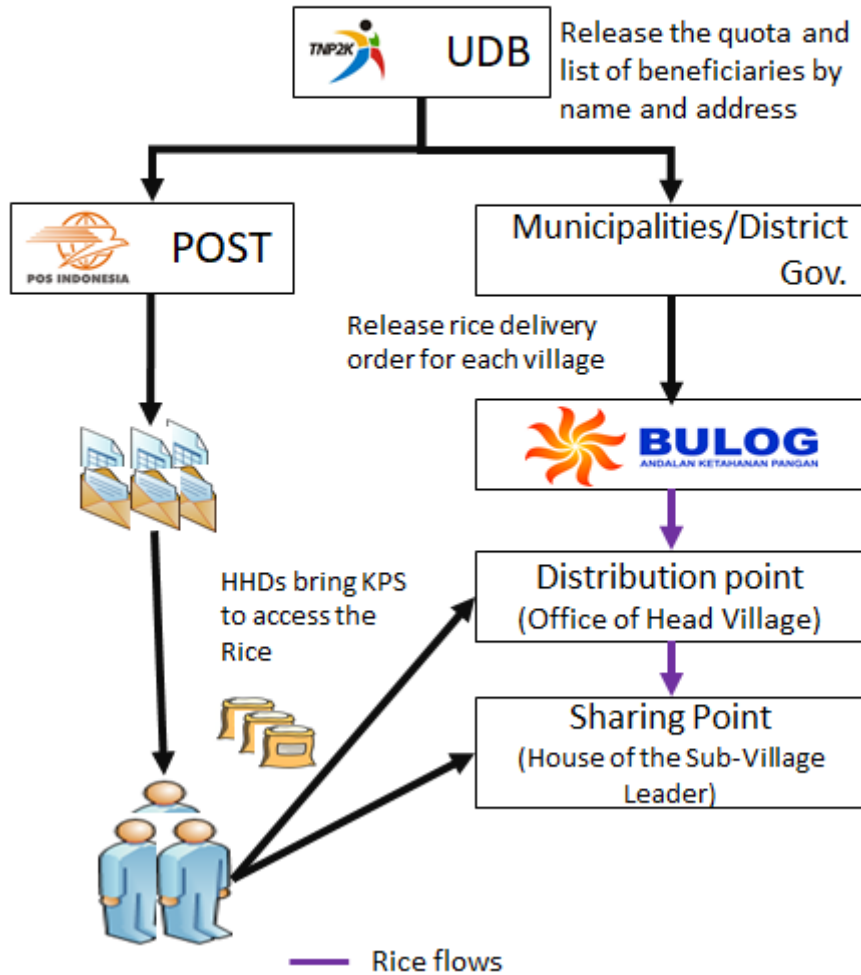 TNP2K
UDB
Release the quota and
list of beneficiaries by
name and address
POS INDONESIA
POST
Municipalities/District
Gov.
Release rice delivery
order for each village
BULOG
ANDALAN KETAHANAN PANGAN
HHDs bring KPS
to access the
Rice
Distribution point
(Office of Head Village)
Sharing Point
(House of the Sub-Village
Leader)
Rice flows